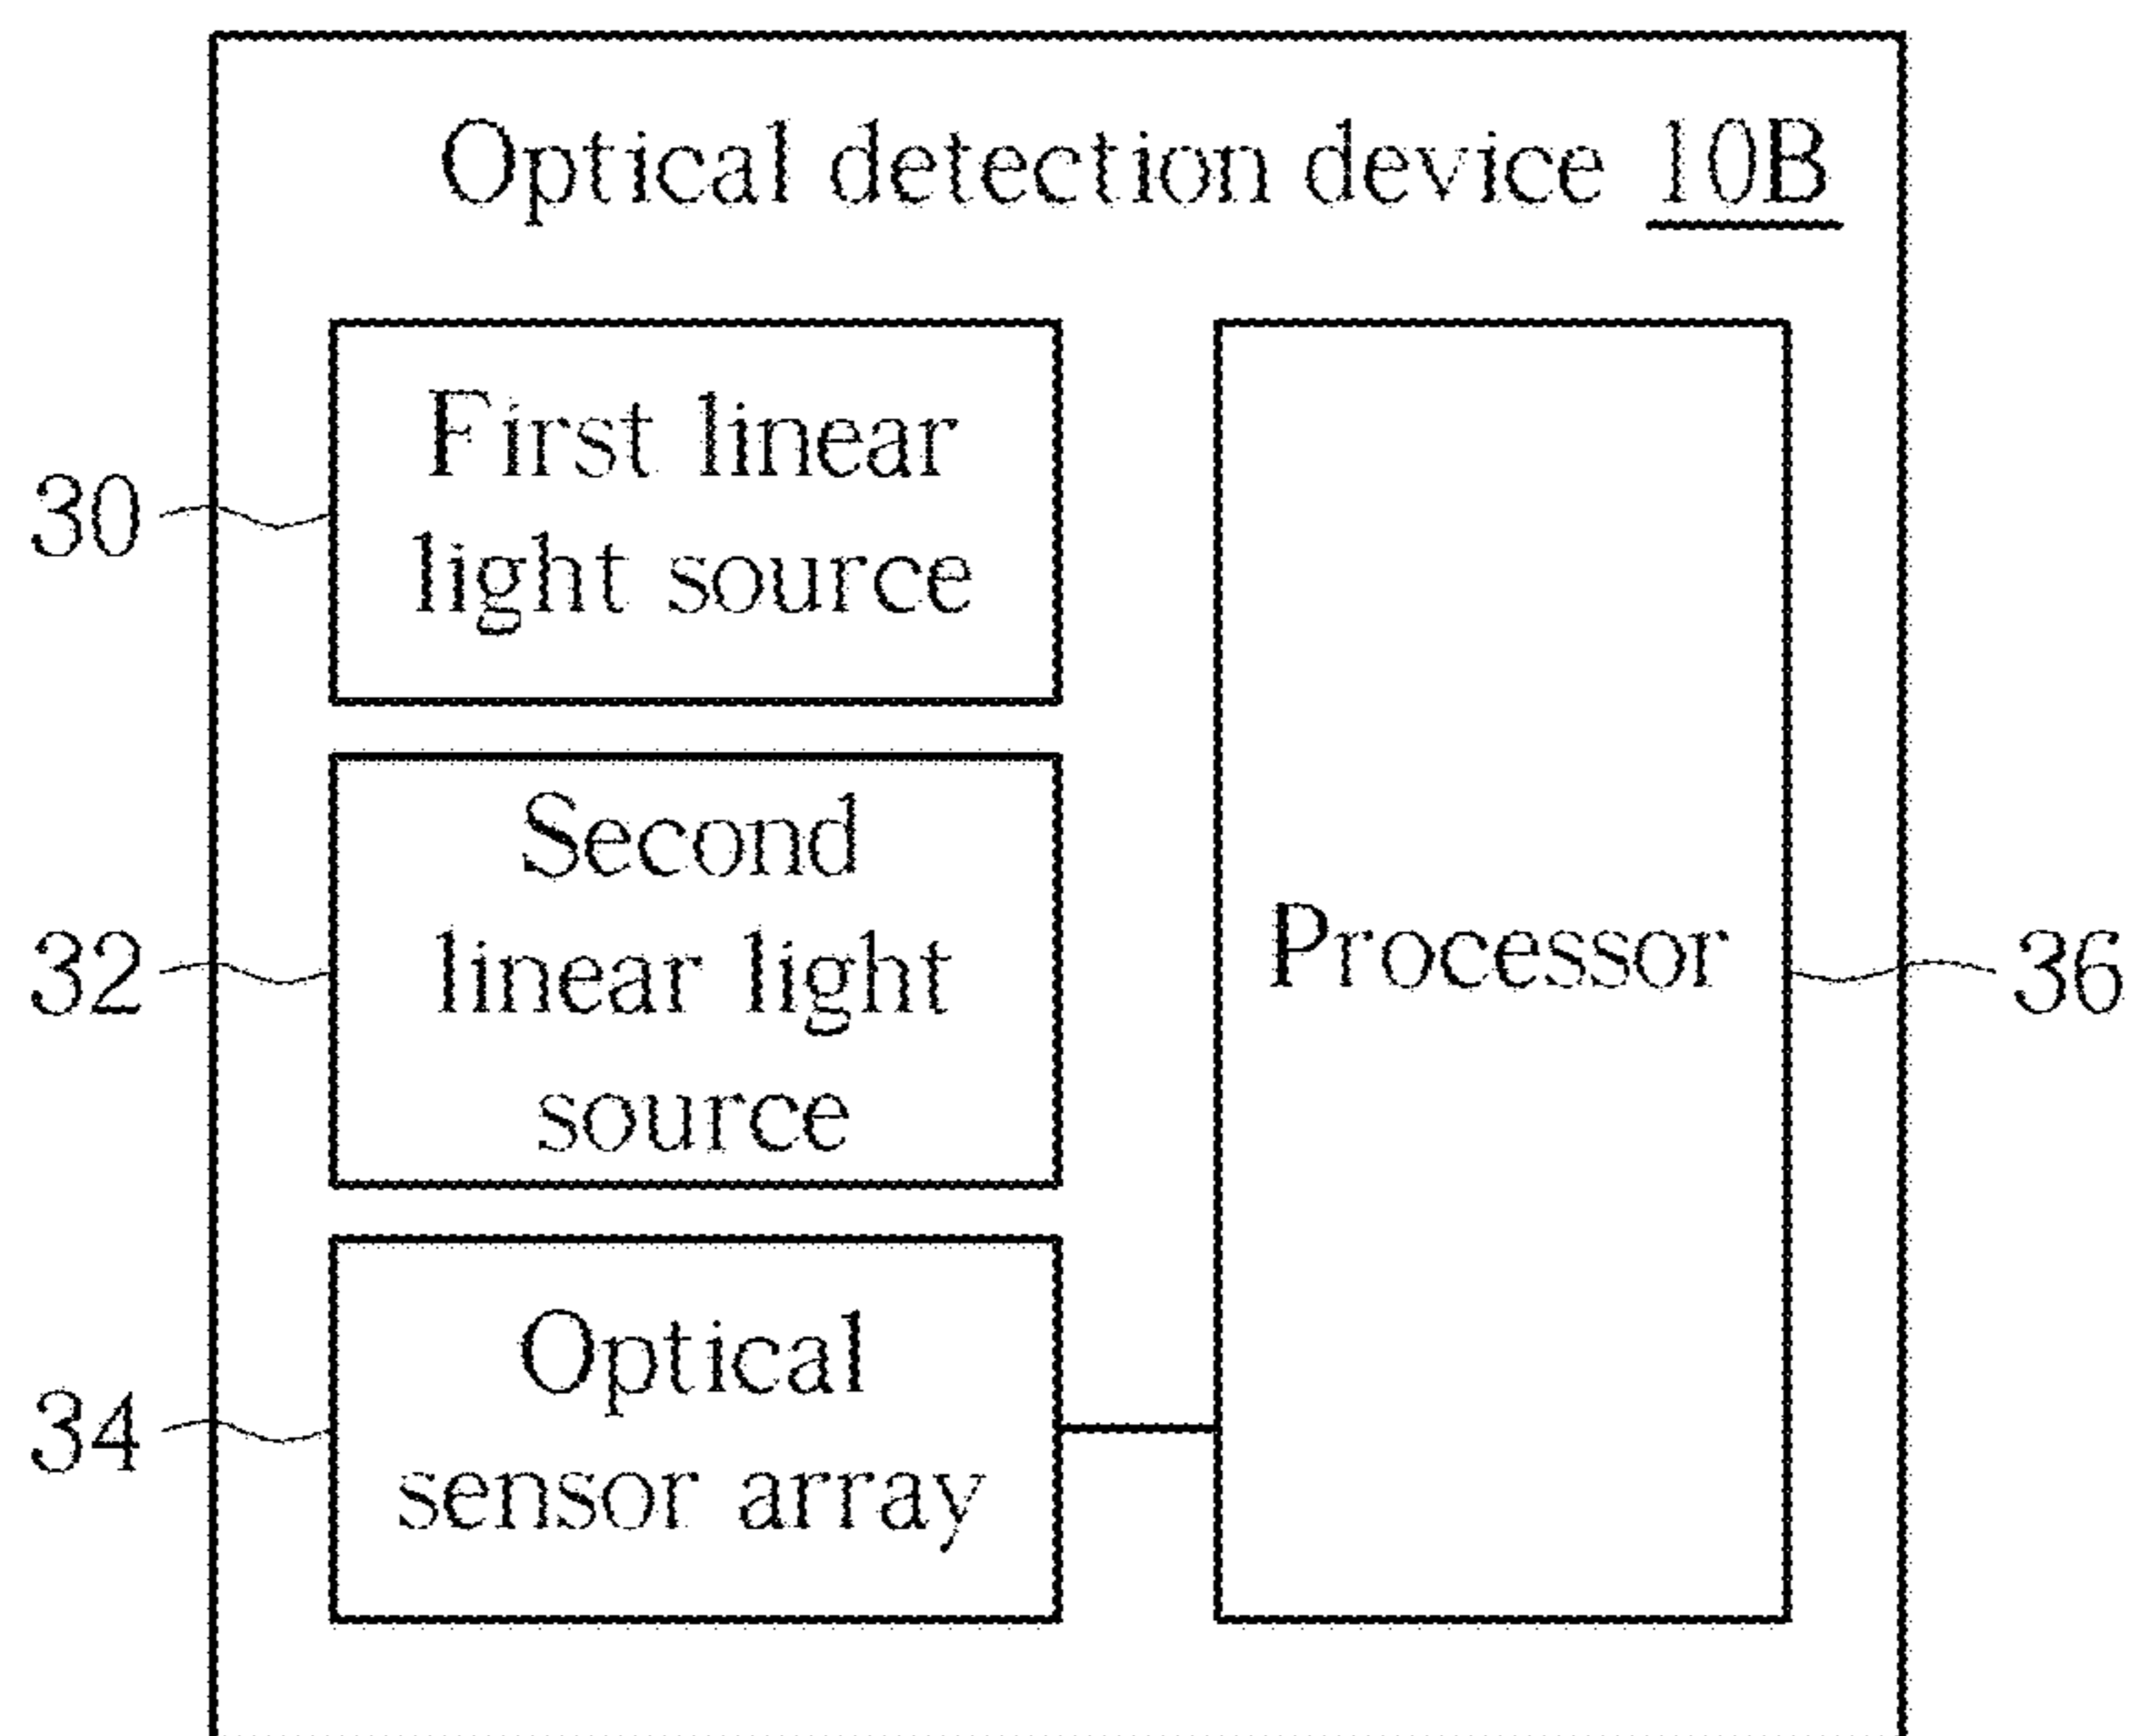 Optical detection device 10B
First linear
light source
30
Second
linear light
source
32
Processor
36
Optical
sensor array
34